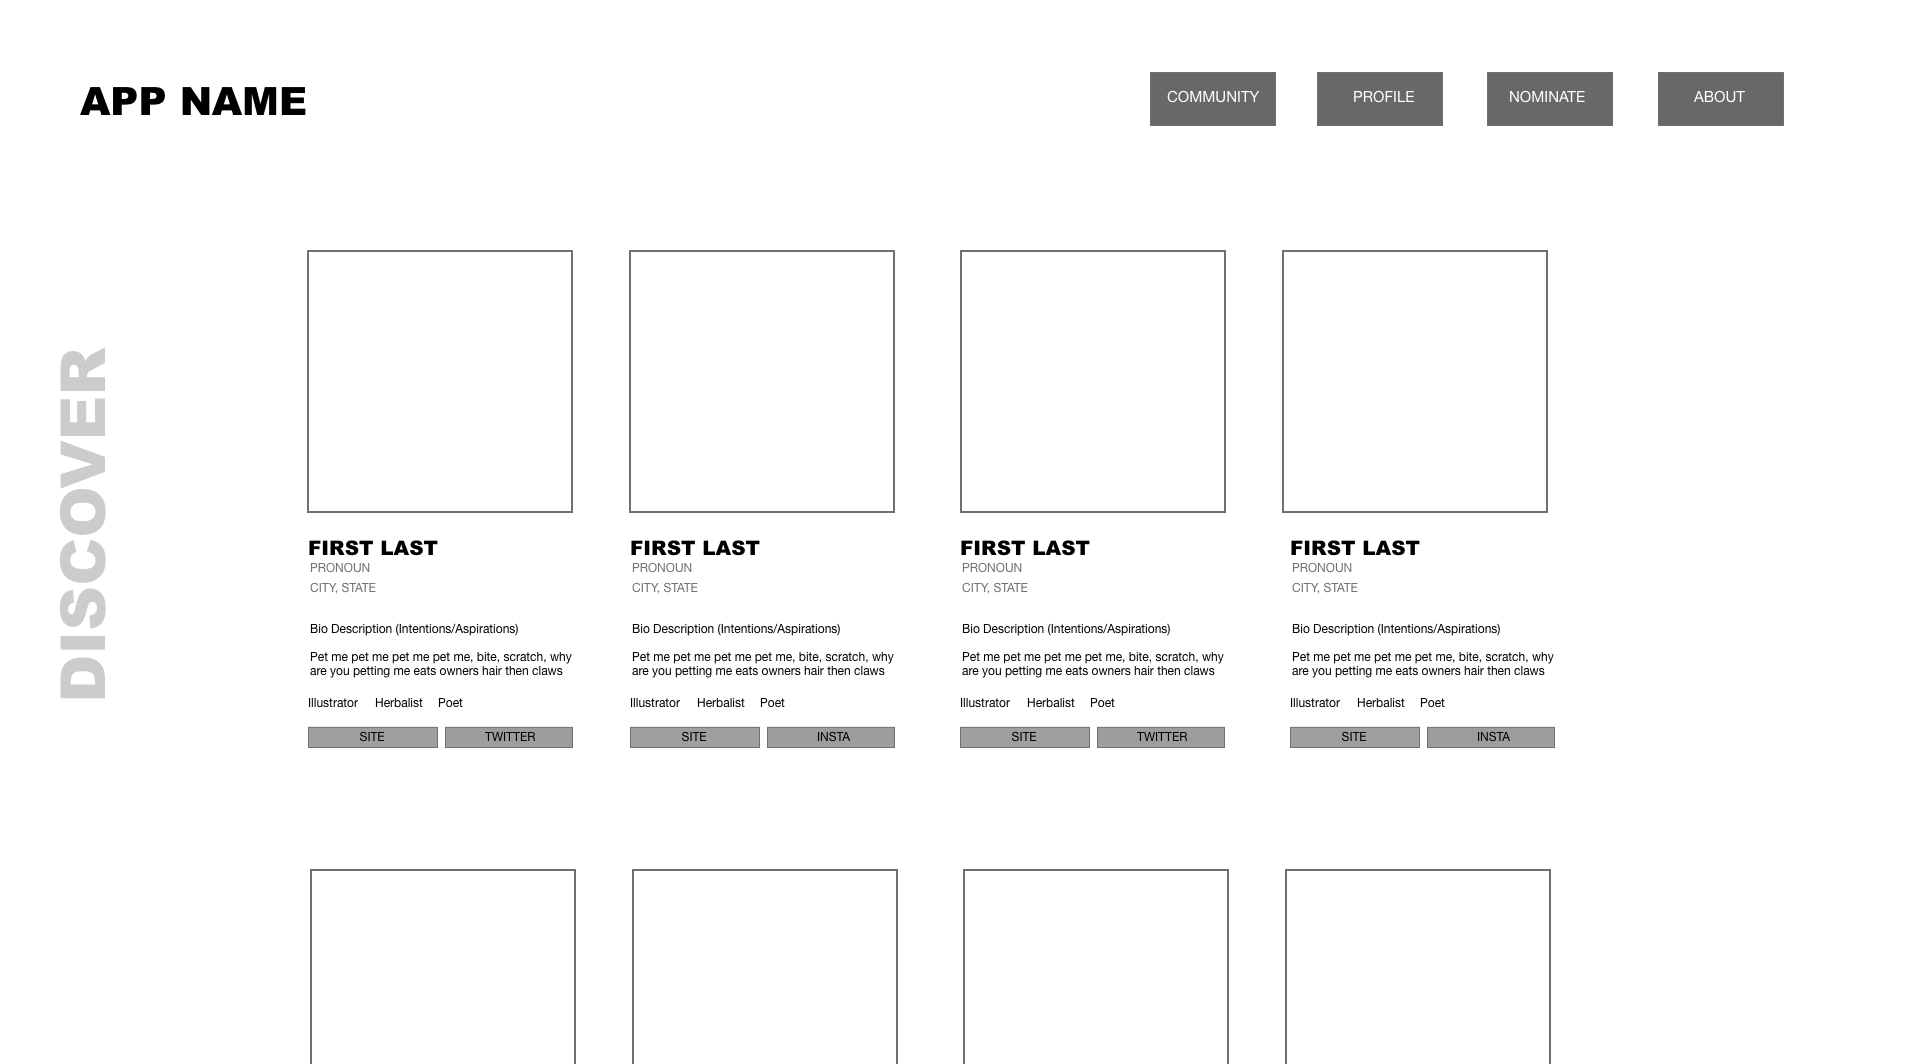 APP NAME
COMMUNITY
PROFILE
NOMINATE
ABOUT
DISCOVER
FIRST LAST
PRONOUN
CITY, STATE
Bio Description (Intentions/Aspirations)
Pet me pet me pet me pet me, bite, scratch, why
are you petting me eats owners hair then claws
Illustrator Herbalist Poet
SITE TWITTER
FIRST LAST
PRONOUN
CITY, STATE
Bio Description (Intentions/Aspirations)
Pet me pet me pet me pet me, bite, scratch, why
are you petting me eats owners hair then claws
Illustrator Herbalist Poet
SITE INSTA
FIRST LAST
PRONOUN
CITY, STATE
Bio Description (Intentions/Aspirations)
Pet me pet me pet me pet me, bite, scratch, why
are you petting me eats owners hair then claws
Illustrator Herbalist Poet
SITE TWITTER
FIRST LAST
PRONOUN
CITY, STATE
Bio Description (Intentions/Aspirations)
Pet me pet me pet me pet me, bite, scratch, why
are you petting me eats owners hair then claws
Illustrator Herbalist Poet
SITE INSTA